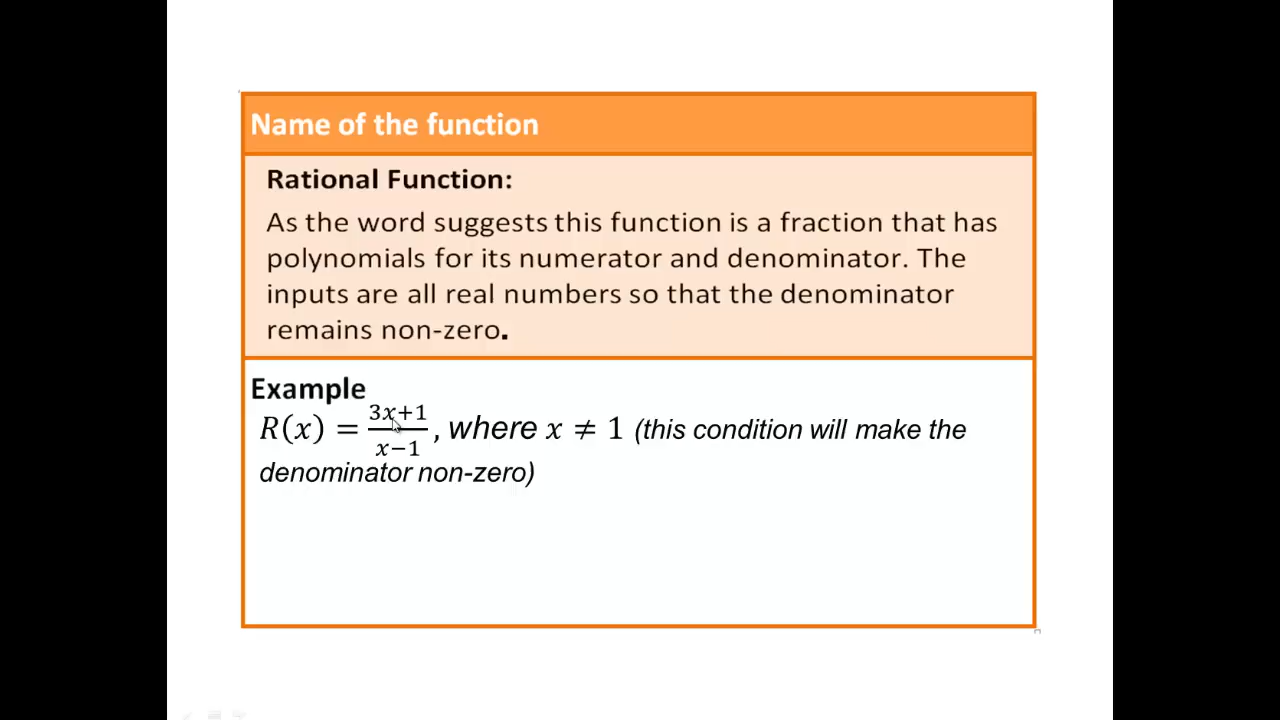 Name of the function
Rational Function:
As the word suggests this function is a fraction that has
polynomials for its numerator and denominator. The
inputs are all real numbers so that the denominator
remains non-zero.
Example
R(x) = 3x+1/x−1, where x ≠ 1 (this condition will make the
denominator non-zero)